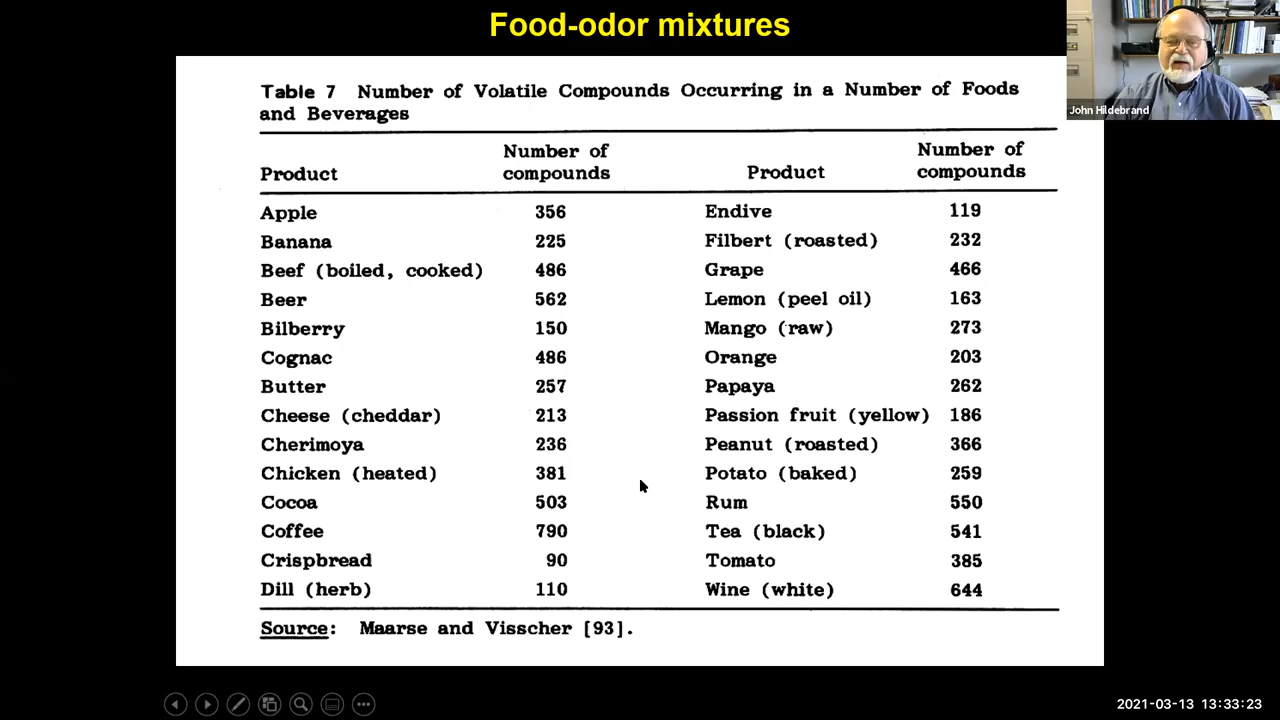 Food-odor mixtures
John Hildebrand
Table 7 Number of Volatile Compounds Occurring in a Number of Foods
and Beverages
Product Number of compounds Product Number of compounds
Apple 356 Endive 119
Banana 225 Filbert (roasted) 232
Beef (boiled, cooked) 486 Grape 466
Beer 562 Lemon (peel oil) 163
Bilberry 150 Mango (raw) 273
Cognac 486 Orange 203
Butter 257 Papaya 262
Cheese (cheddar) 213 Passion fruit (yellow) 186
Cherimoya 236 Peanut (roasted) 366
Chicken (heated) 381 Potato (baked) 259
Cocoa 503 Rum 550
Coffee 790 Tea (black) 541
Crispbread 90 Tomato 385
Dill (herb) 110 Wine (white) 644
Source: Maarse and Visscher [93].
2021-03-13 13:33:23